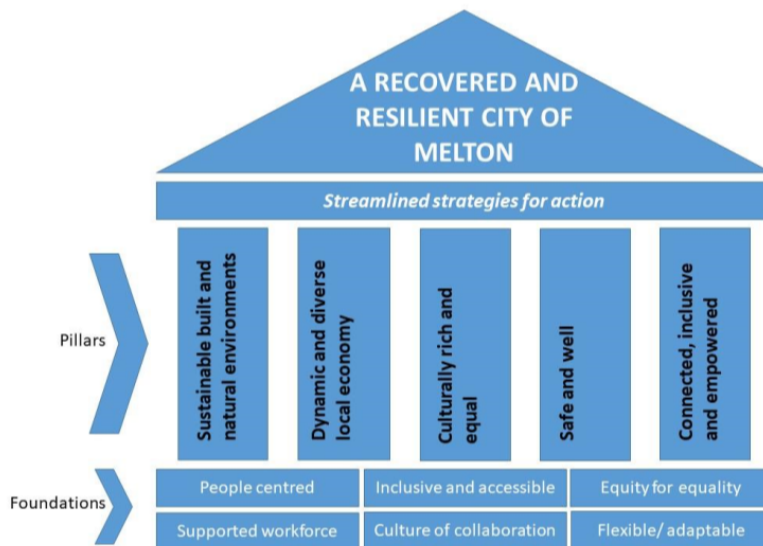 A RECOVERED AND
RESILIENT CITY OF
MELTON
Streamlined strategies for action
Pillars
Sustainable built and
natural environments
Dynamic and diverse
local economy
Culturally rich and
equal
Safe and well
Connected, inclusive
and empowered
Foundations
People centred
Inclusive and accessible
Equity for equality
Supported workforce
Culture of collaboration
Flexible/ adaptable